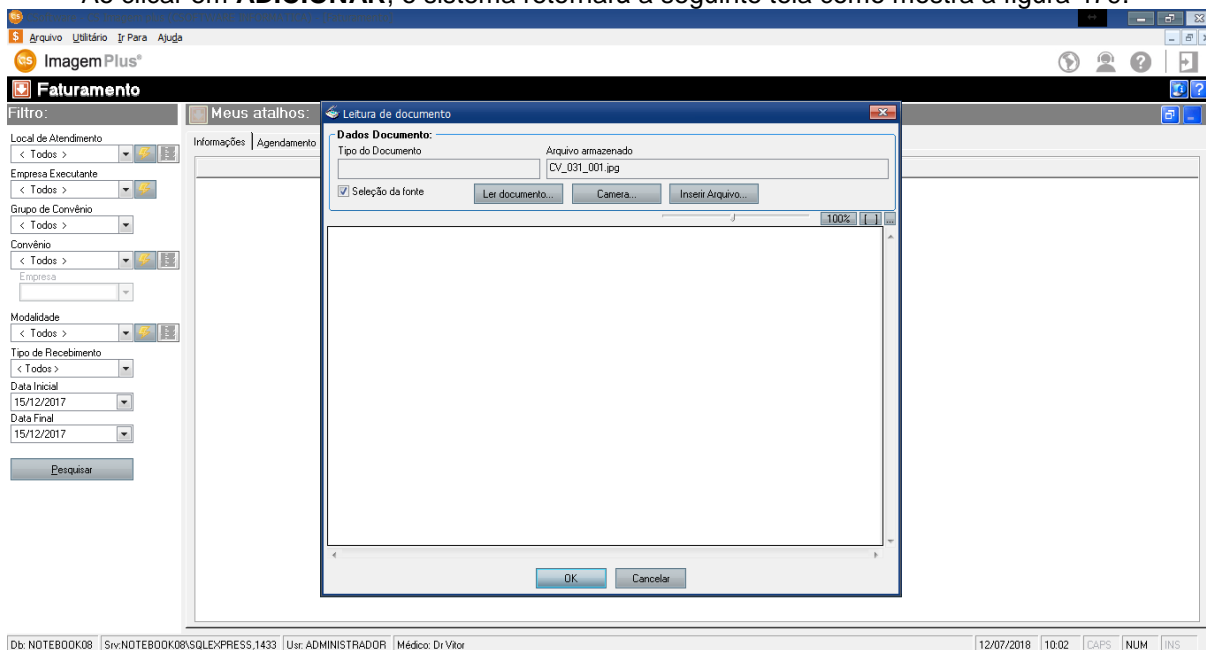 Ao clicar em ADICIONAR, o sistema retornará a seguinte tela como mostra a figura 479.
Arquivo Utilitário Ir Para Ajuda
ImagemPlus®
Faturamento
Filtro:
Meus atalhos:
Leitura de documento
Local de Atendimento
< Todos >
Empresa Executante
< Todos >
Grupo de Convênio
< Todos >
Convênio
< Todos >
Empresa
Modalidade
< Todos >
Tipo de Recebimento
< Todos >
Data Inicial
15/12/2017
Data Final
15/12/2017
Pesquisar
Informações Agendamento
Dados Documento:
Tipo do Documento Arquivo armazenado
CV_031_001.jpg
Seleção da fonte Ler documento... Camera... Inserir Arquivo...
100% [ ] ...
OK Cancelar
Db: NOTEBOOK08 Srv:NOTEBOOK08\SQLEXPRESS,1433 Usr: ADMINISTRADOR Médico: Dr Vitor 12/07/2018 10:02 CAPS NUM INS